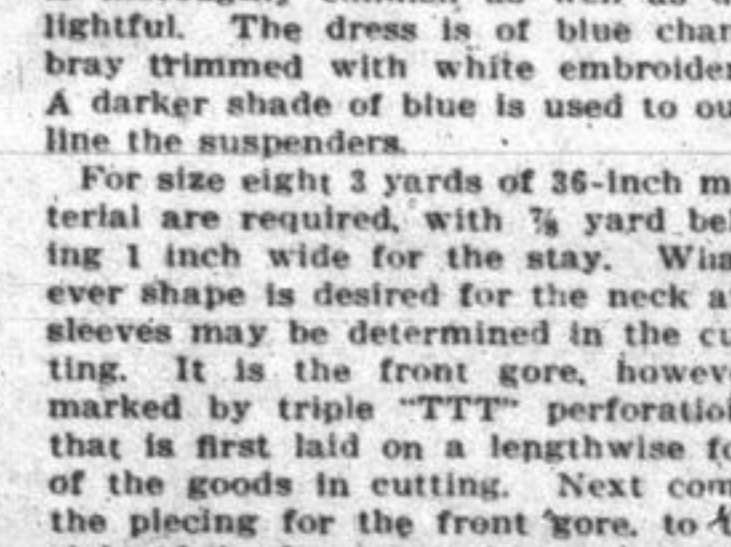 lightful. The dress is of blue cham
bray trimmed with white embroider
A darker shade of blue is used to ou
line the suspenders.
For size eight 3 yards of 36-inch m
terial are required, with ⅞ yard bel
ing 1 inch wide for the stay. Wha
ever shape is desired for the neck a
sleeves may be determined in the cu
ting. It is the front gore, howev
marked by triple "TTT" perforatio
that is first laid on a lengthwise fo
of the goods in cutting. Next com
the piecing for the front gore, to